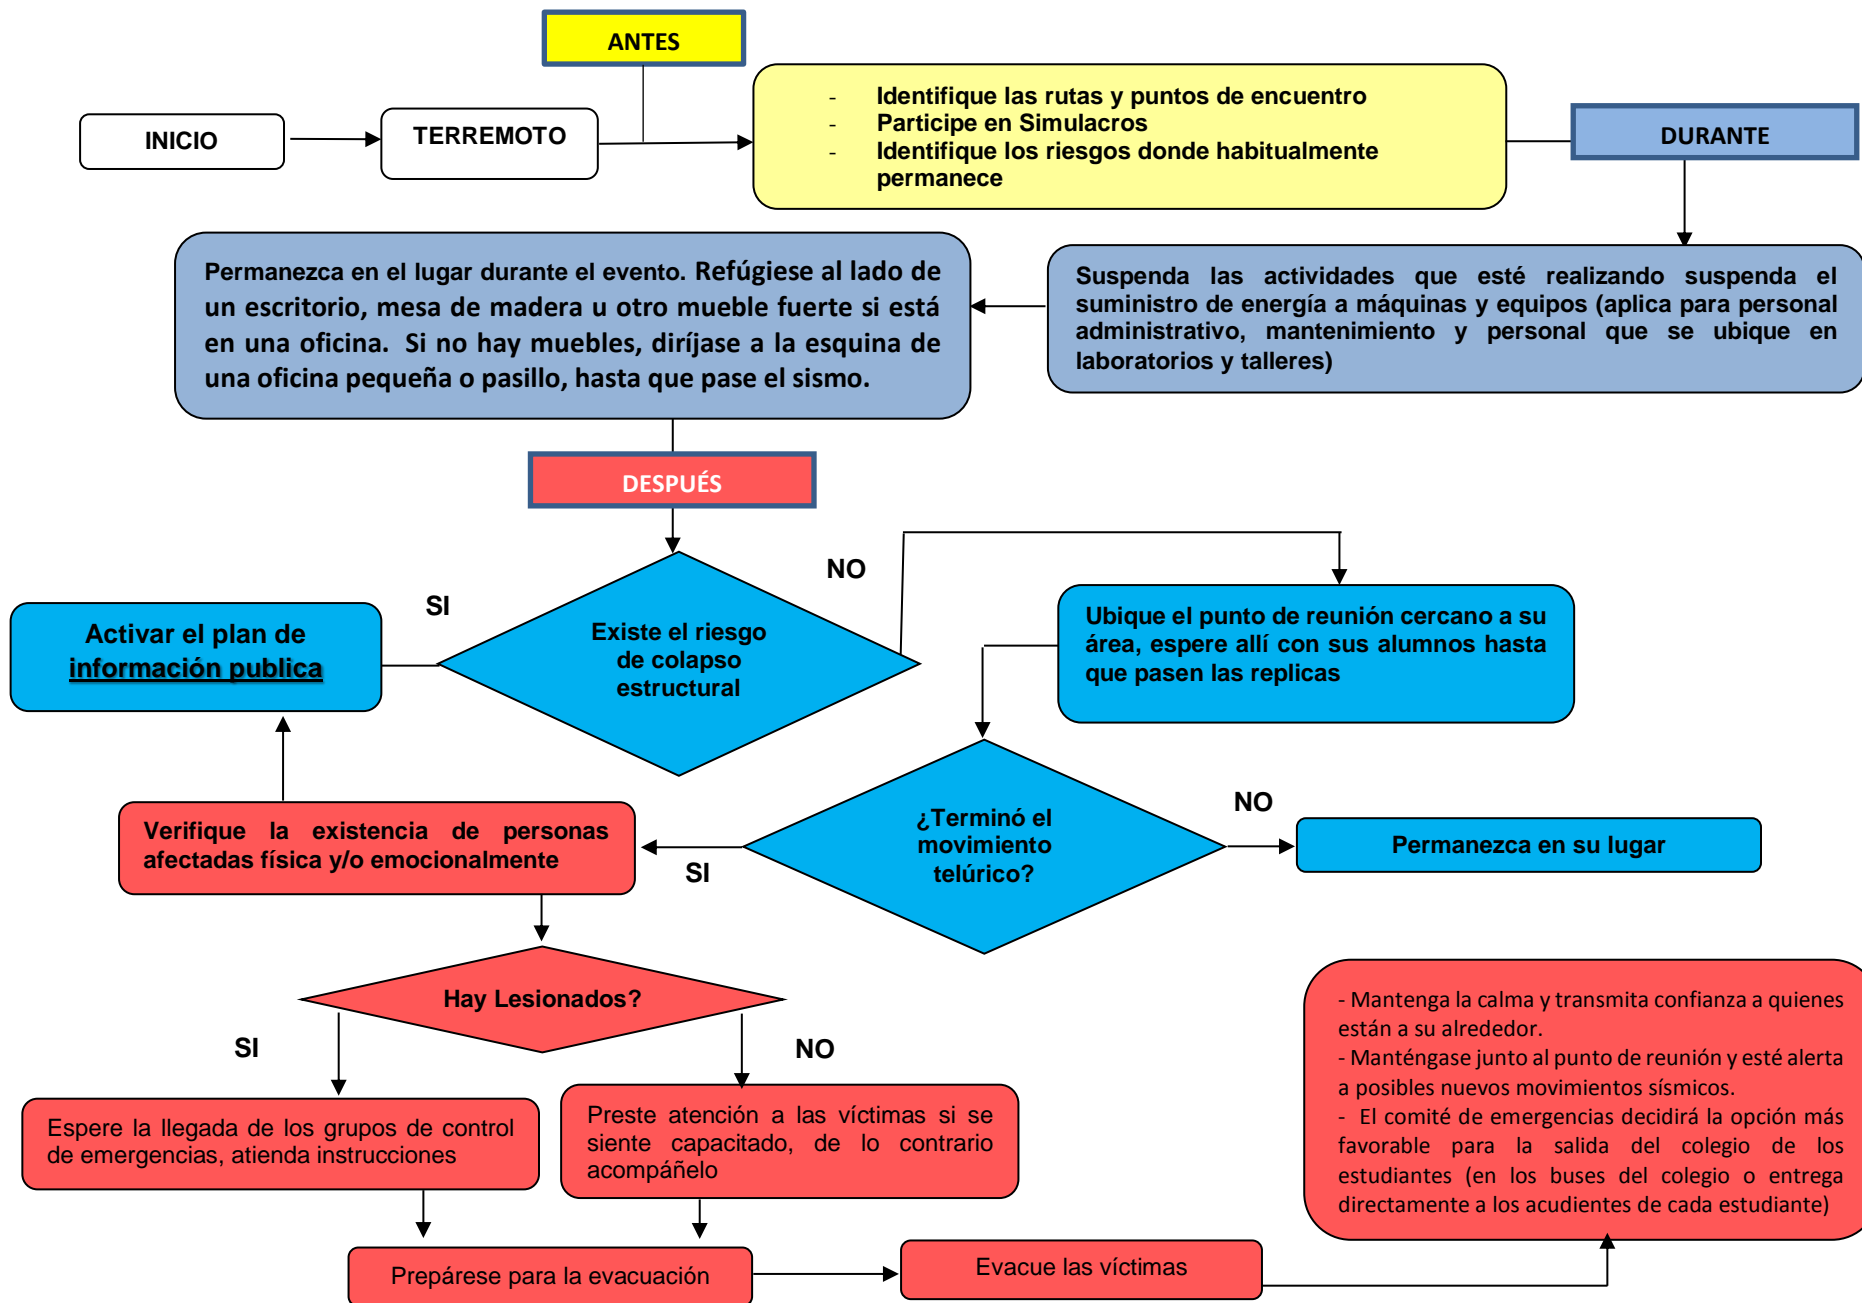 ANTES
INICIO
TERREMOTO
- Identifique las rutas y puntos de encuentro
- Participe en Simulacros
- Identifique los riesgos donde habitualmente
permanece
DURANTE
Suspenda las actividades que esté realizando suspenda el
suministro de energía a máquinas y equipos (aplica para personal
administrativo, mantenimiento y personal que se ubique en
laboratorios y talleres)
Permanezca en el lugar durante el evento. Refúgiese al lado de
un escritorio, mesa de madera u otro mueble fuerte si está
en una oficina. Si no hay muebles, diríjase a la esquina de
una oficina pequeña o pasillo, hasta que pase el sismo.
DESPUÉS
Existe el riesgo
de colapso
estructural
SI
NO
Activar el plan de
información publica
Ubique el punto de reunión cercano a su
área, espere allí con sus alumnos hasta
que pasen las replicas
¿Terminó el
movimiento
telúrico?
NO
SI
Permanezca en su lugar
Verifique la existencia de personas
afectadas física y/o emocionalmente
Hay Lesionados?
SI
NO
Espere la llegada de los grupos de control
de emergencias, atienda instrucciones
Preste atención a las víctimas si se
siente capacitado, de lo contrario
acompáñelo
Prepárese para la evacuación
Evacue las víctimas
- Mantenga la calma y transmita confianza a quienes
están a su alrededor.
- Manténgase junto al punto de reunión y esté alerta
a posibles nuevos movimientos sísmicos.
- El comité de emergencias decidirá la opción más
favorable para la salida del colegio de los
estudiantes (en los buses del colegio o entrega
directamente a los acudientes de cada estudiante)